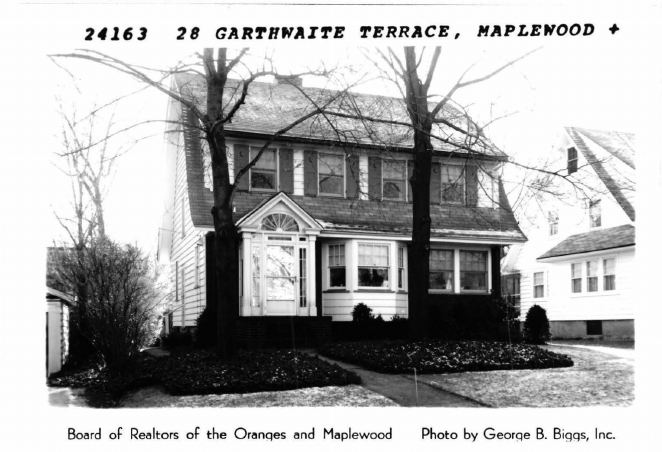 24163 28 GARTHWAITE TERRACE, MAPLEWOOD +
Board of Realtors of the Oranges and Maplewood Photo by George B. Biggs, Inc.